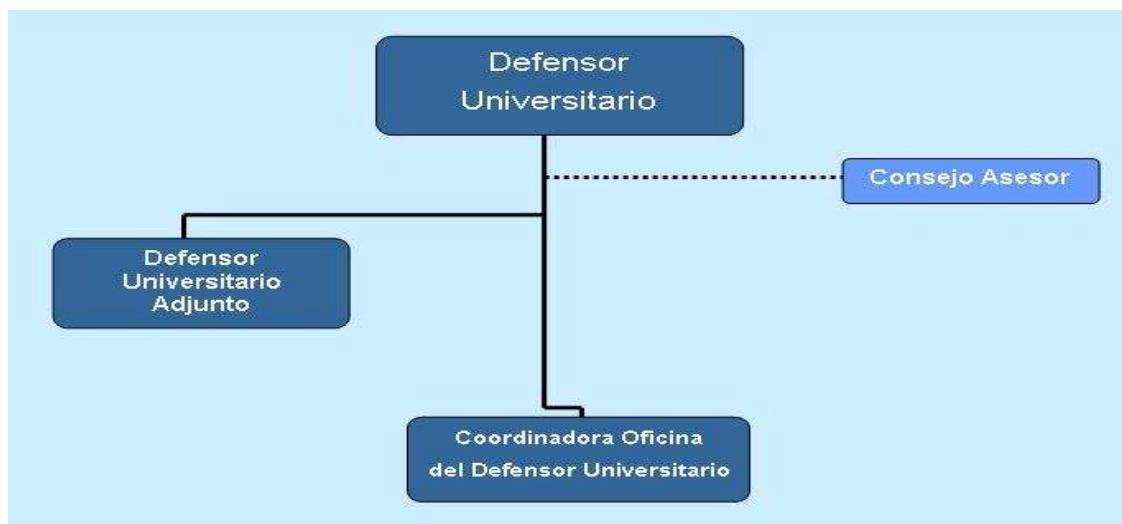 Defensor
Universitario
Consejo Asesor
Defensor
Universitario
Adjunto
Coordinadora Oficina
del Defensor Universitario